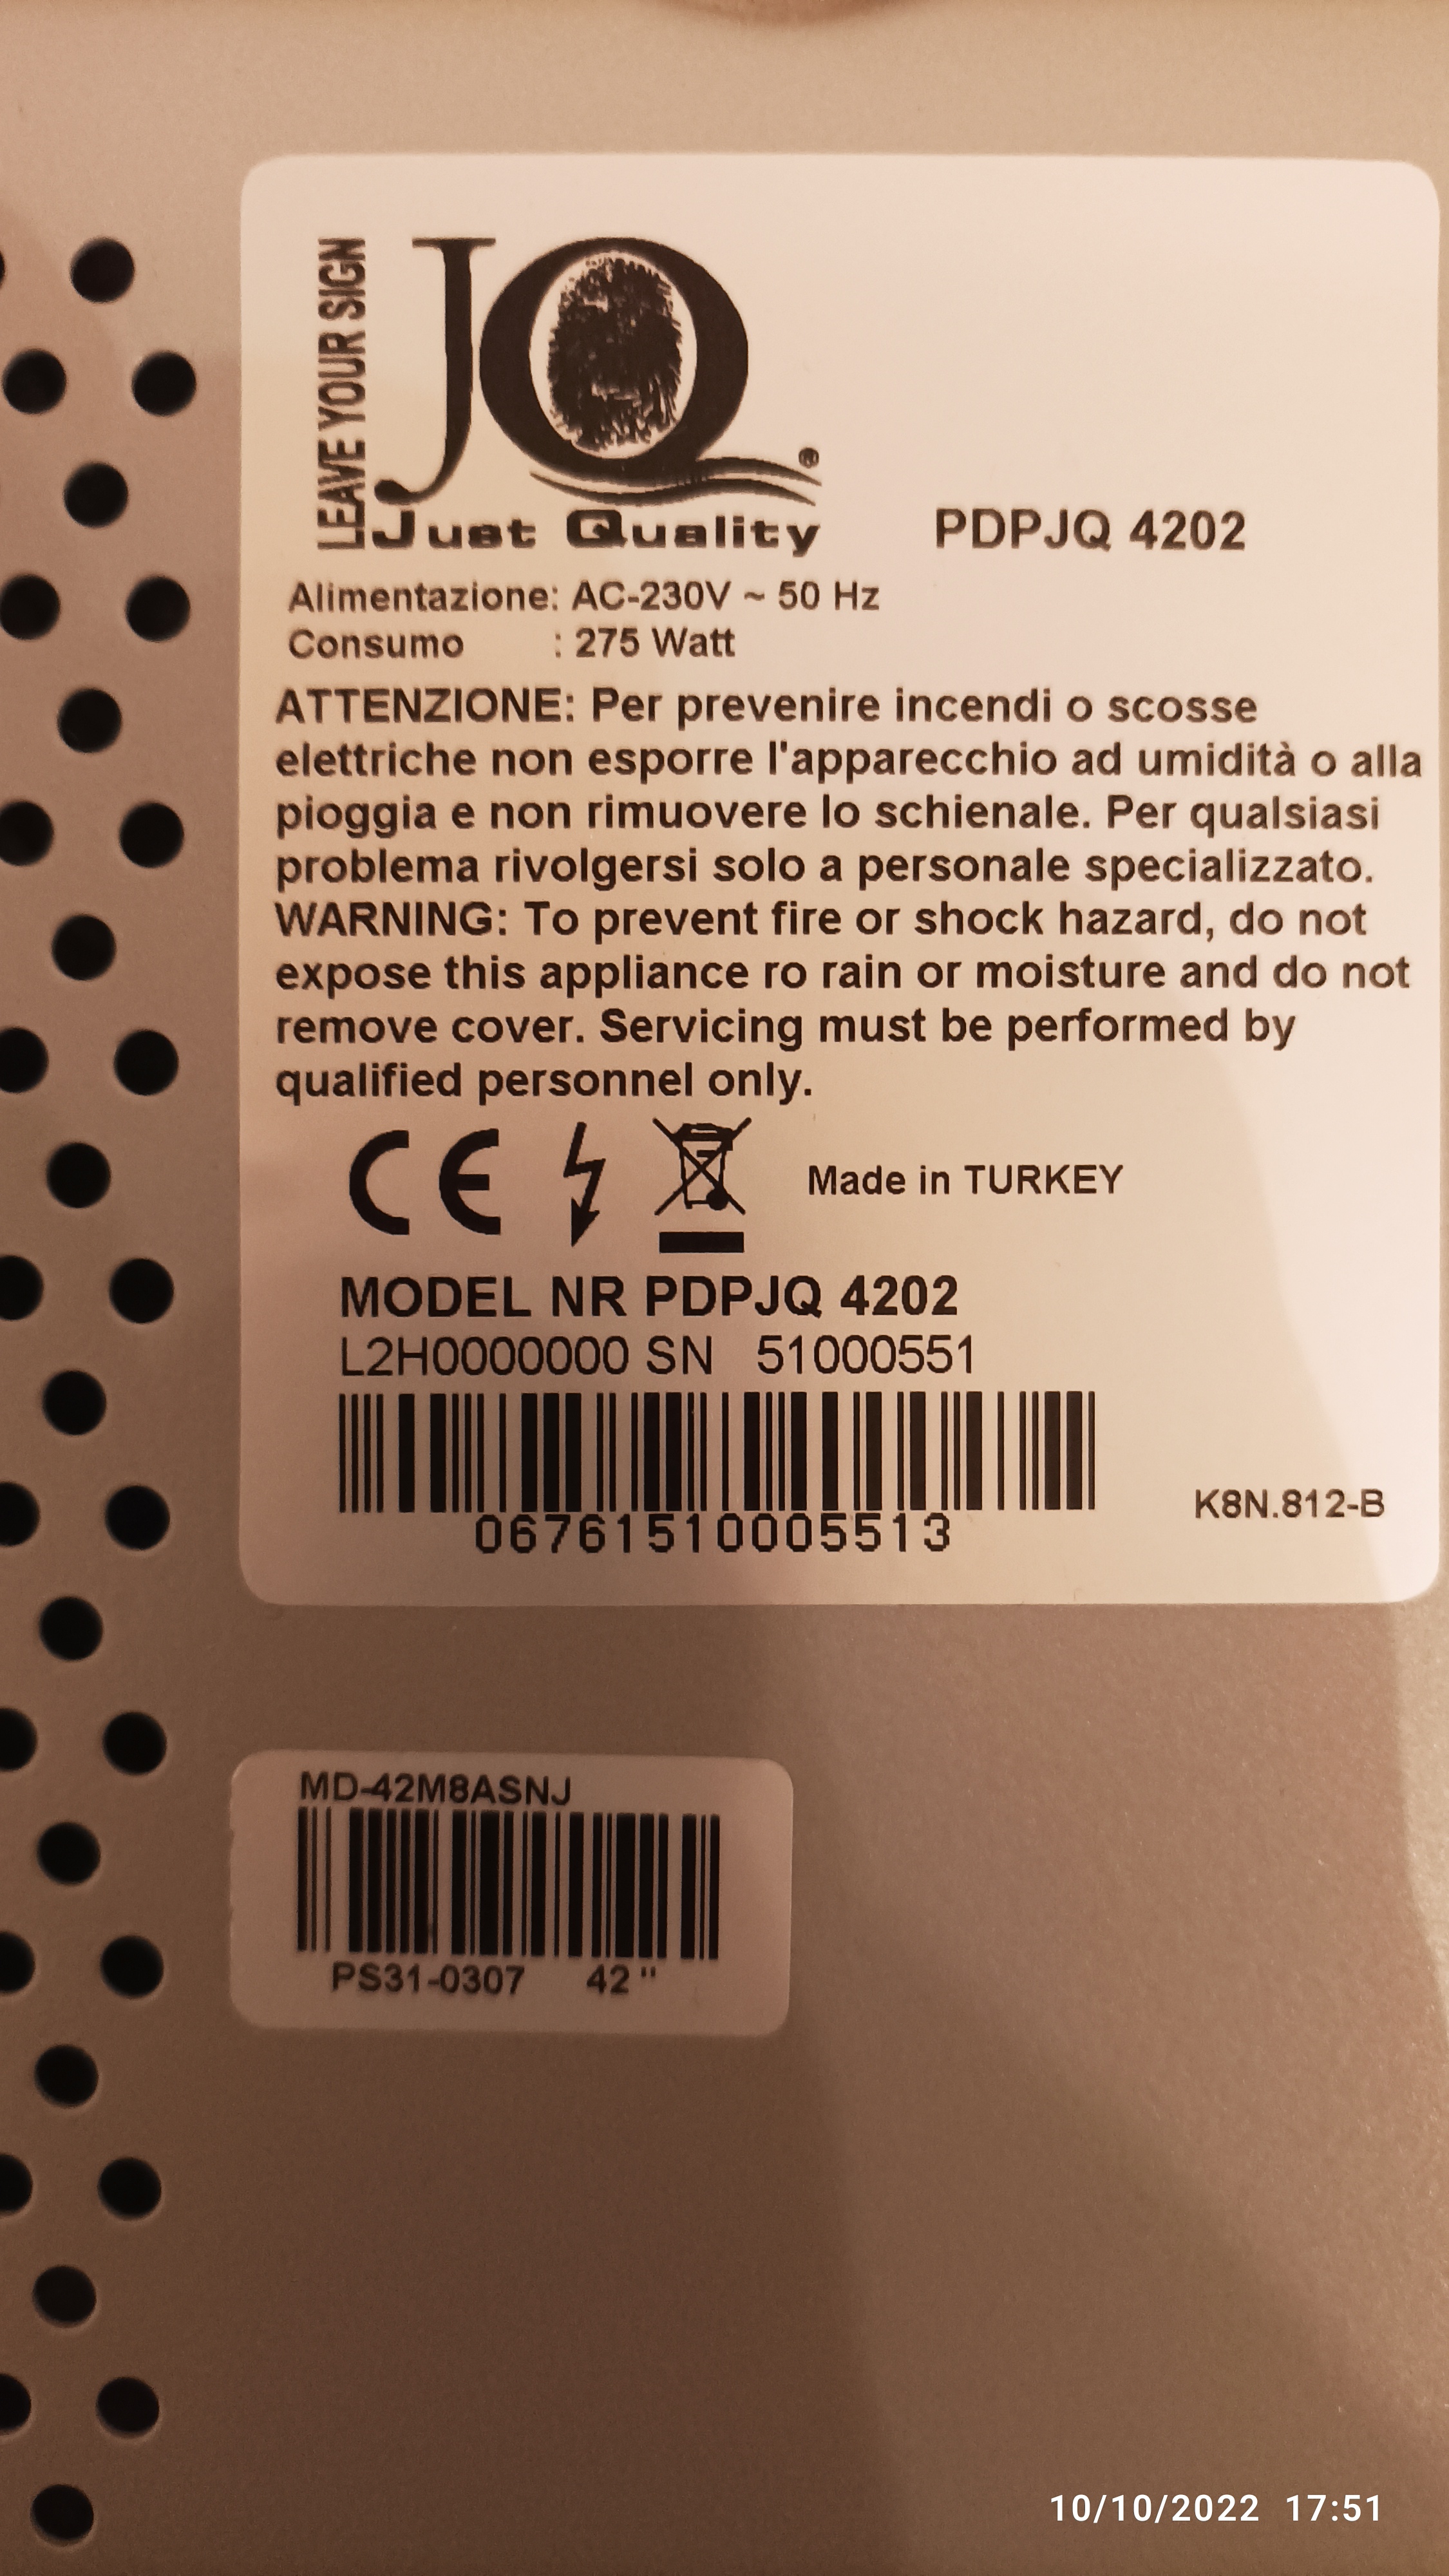 LEAVE YOUR SIGN
JQ®
Just Quality
PDPJQ 4202
Alimentazione: AC-230V ~ 50 Hz
Consumo : 275 Watt
ATTENZIONE: Per prevenire incendi o scosse
elettriche non esporre l'apparecchio ad umidità o alla
pioggia e non rimuovere lo schienale. Per qualsiasi
problema rivolgersi solo a personale specializzato.
WARNING: To prevent fire or shock hazard, do not
expose this appliance ro rain or moisture and do not
remove cover. Servicing must be performed by
qualified personnel only.
CE
Made in TURKEY
MODEL NR PDPJQ 4202
L2H0000000 SN 51000551
06761510005513
K8N.812-B
MD-42M8ASNJ
PS31-0307 42"
10/10/2022 17:51